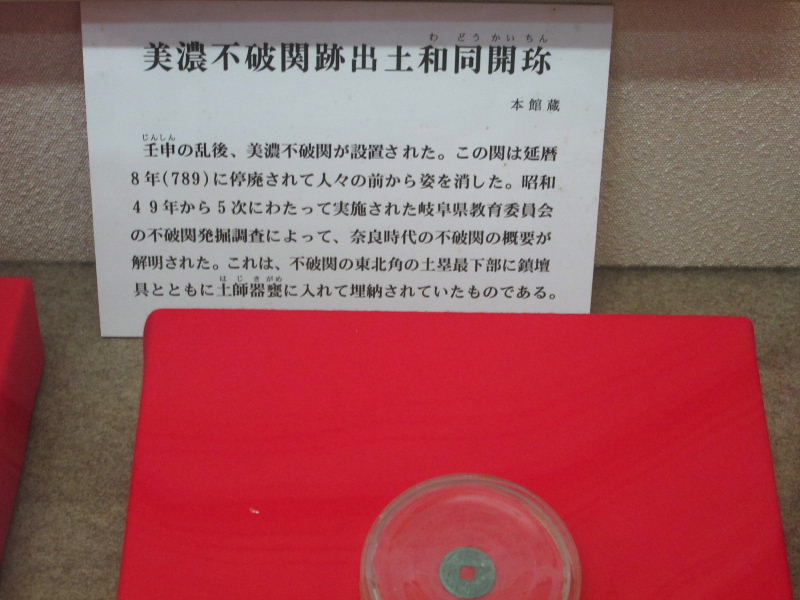 わどうかいちん
美濃不破関跡出土和同開珎
本館蔵
じんしん
壬申の乱後、美濃不破関が設置された。この関は延暦
8年(789)に停廃されて人々の前から姿を消した。昭和
49年から5次にわたって実施された岐阜県教育委員会
の不破関発掘調査によって、奈良時代の不破関の概要が
解明された。これは、不破関の東北角の土塁最下部に鎮壇
はじきがめ
具とともに土師器甕に入れて埋納されていたものである。